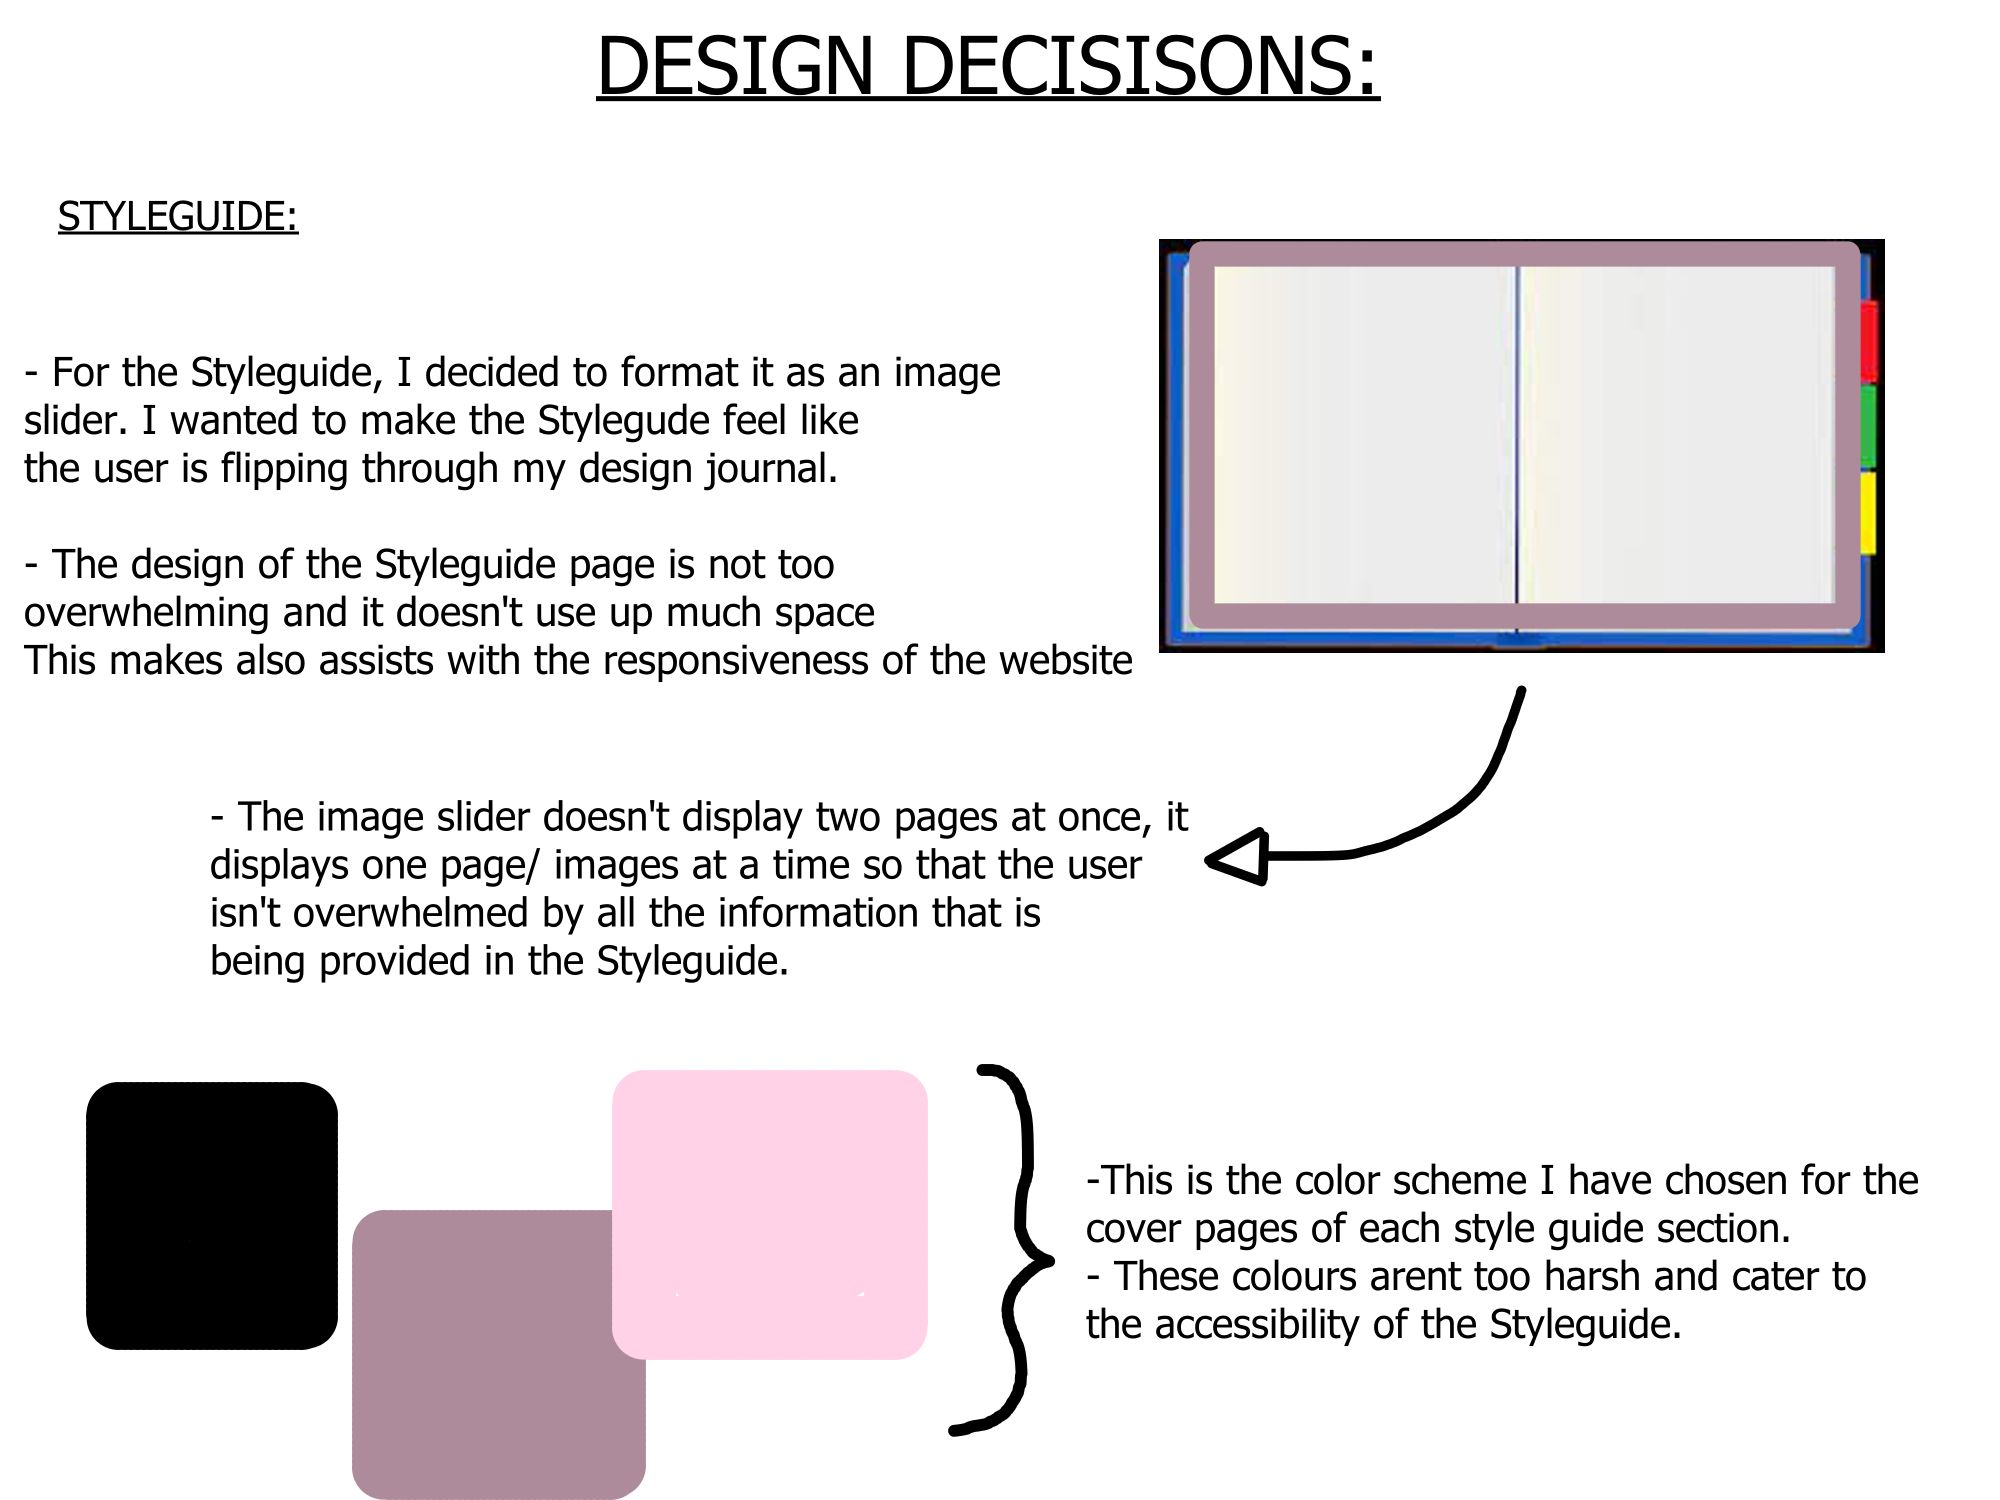 DESIGN DECISISONS:
STYLEGUIDE:
- For the Styleguide, I decided to format it as an image
slider. I wanted to make the Stylegude feel like
the user is flipping through my design journal.
- The design of the Styleguide page is not too
overwhelming and it doesn't use up much space
This makes also assists with the responsiveness of the website
- The image slider doesn't display two pages at once, it
displays one page/ images at a time so that the user
isn't overwhelmed by all the information that is
being provided in the Styleguide.
-This is the color scheme I have chosen for the
cover pages of each style guide section.
- These colours arent too harsh and cater to
the accessibility of the Styleguide.